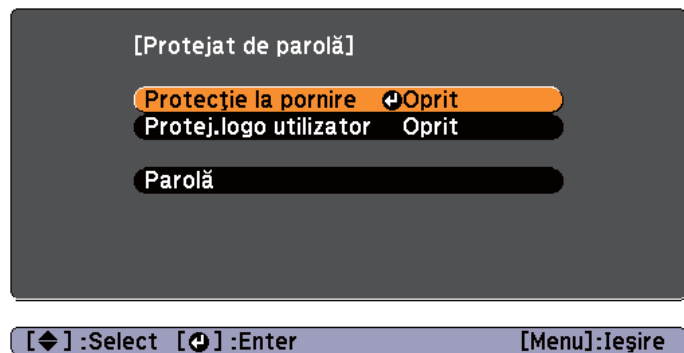 [Protejat de parolă]
Protecţie la pornire Oprit
Protej.logo utilizator Oprit
Parolă
[ ] :Select [ ] :Enter [Menu]:Ieşire